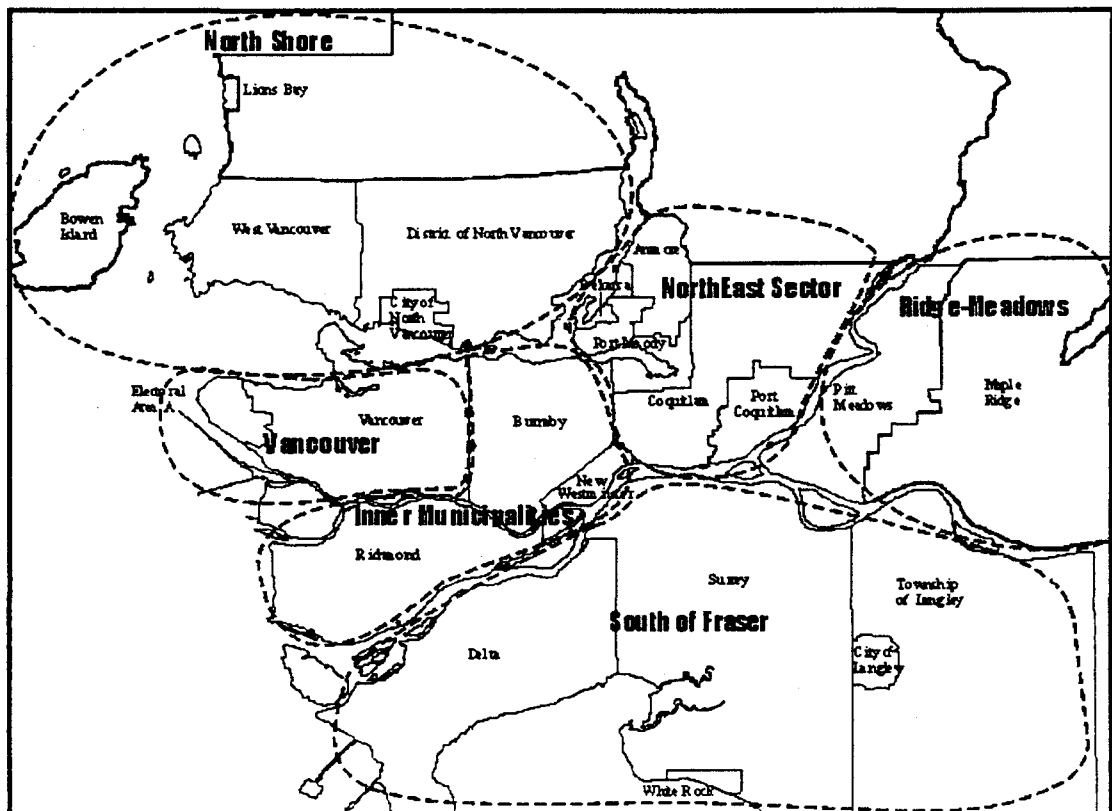 North Shore
Lions Bay
Bowen
Island
West Vancouver
District of North Vancouver
Anmore
Belcarra
NorthEast Sector
Ridge-Meadows
City of
North
Vancouver
Port Moody
Electoral
Area A
Vancouver
Burnaby
Coquitlam
Port
Coquitlam
Pitt
Meadows
Maple
Ridge
Vancouver
New
Westminster
Inner Municipalities
Richmond
Surrey
Township
of Langley
South of Fraser
Delta
City of
Langley
White Rock